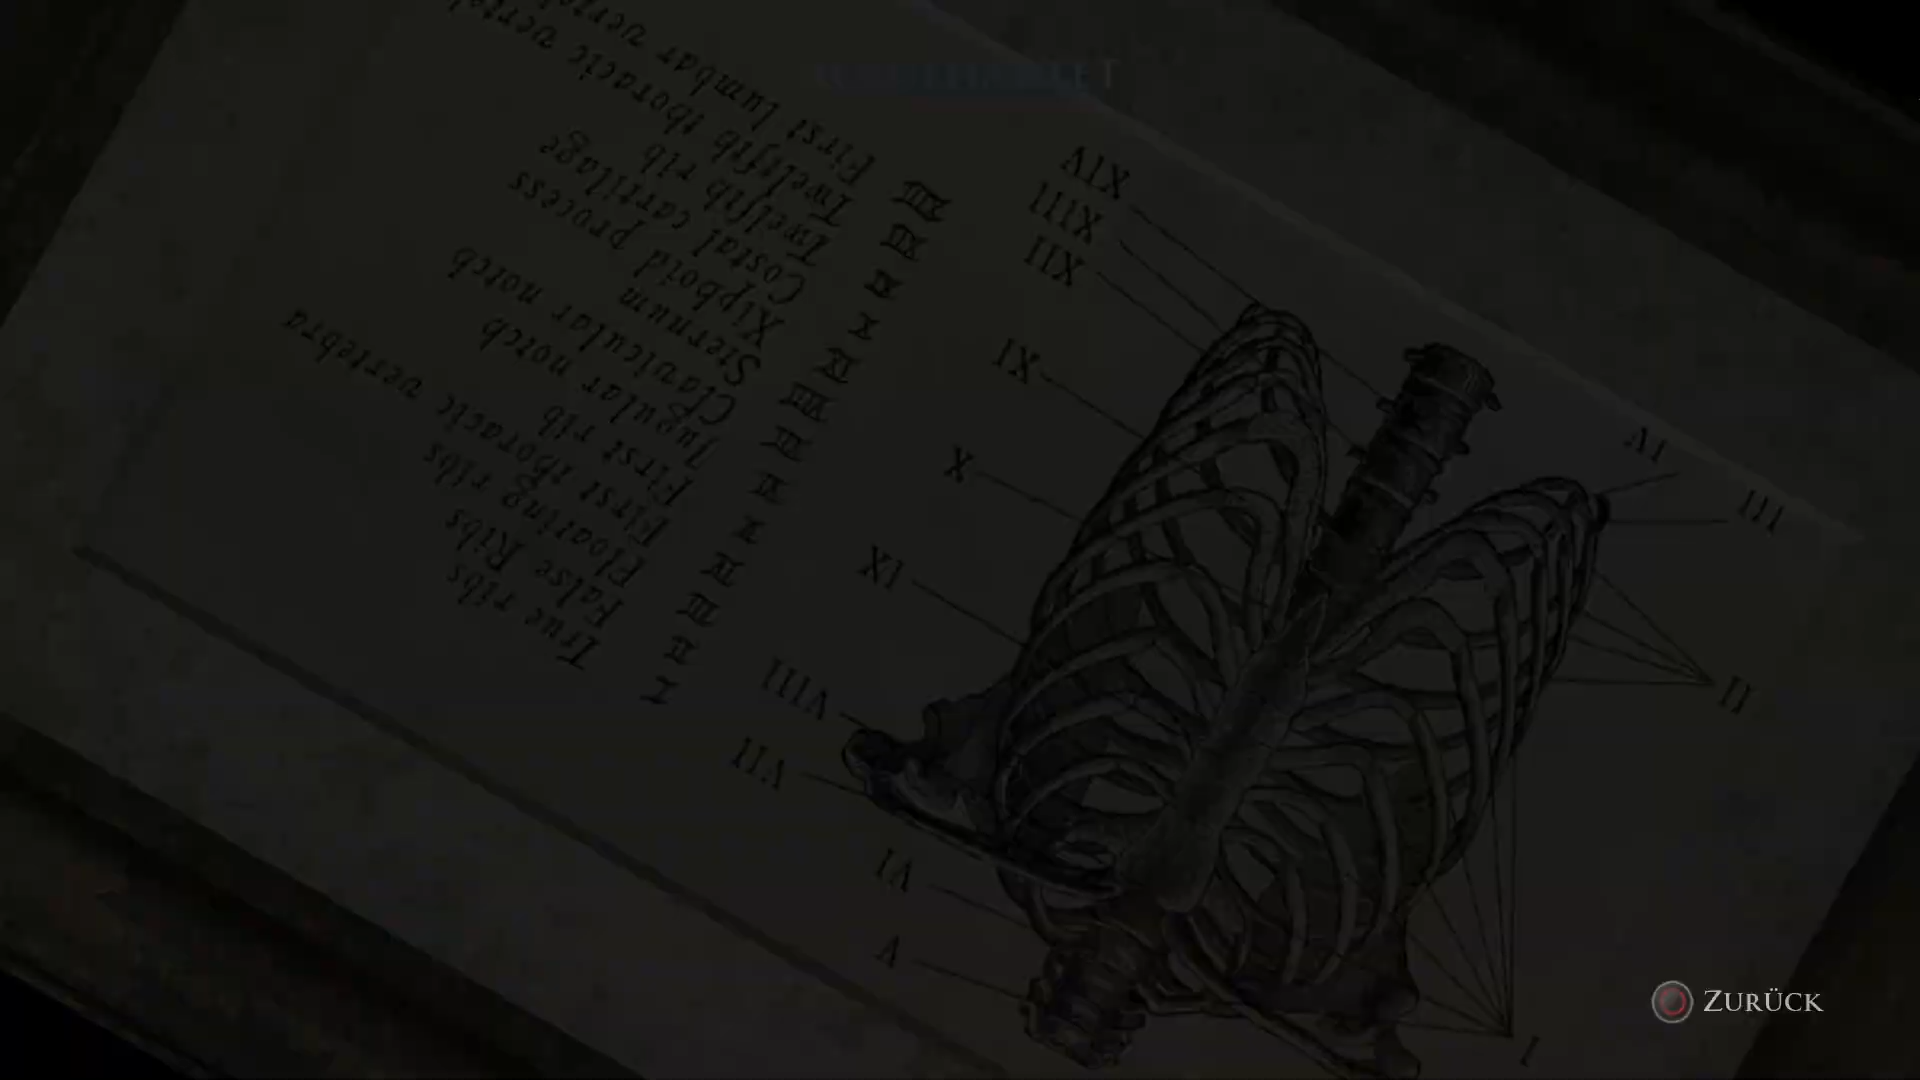 I True ribs
II False Ribs
III Floating ribs
First thoracic vertebra
First rib
Jugular notch
Clavicular notch
Sternum
Xiphoid process
Costal cartilage
Twelfth rib
Twelfth thoracic
First lumbar
I
II
III
IV
V
VI
VII
VIII
IX
X
XI
XII
XIII
XIV
ZURÜCK